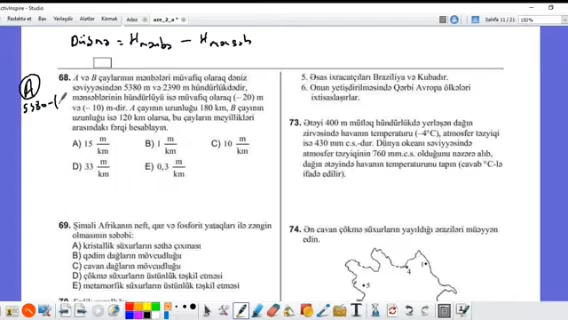 ActivInspire - Studio
Redaktə et Bax Yerləşdir Alətlər Kömək
Düşmə = Hmənbə − Hmənsəb
A
5380-(
68. A və B çaylarının mənbələri müvafiq olaraq dəniz
səviyyəsindən 5380 m və 2390 m hündürlükdədir,
mənsəblərinin hündürlüyü isə müvafiq olaraq (– 20) m
və (– 10) m-dir. A çayının uzunluğu 180 km, B çayının
uzunluğu isə 120 km olarsa, bu çayların meyillikləri
arasındakı fərqi hesablayın.
A) 15 m/km B) 1 m/km C) 10 m/km
D) 33 m/km E) 0,3 m/km
69. Şimali Afrikanın neft, qaz və fosforit yataqları ilə zəngin
olmasının səbəbi:
A) kristallik süxurların səthə çıxması
B) qədim dağların mövcudluğu
C) cavan dağların mövcudluğu
D) çökmə süxurların üstünlük təşkil etməsi
E) metamorfik süxurların üstünlük təşkil etməsi
5. Əsas ixracatçıları Braziliya və Kubadır.
6. Onun yetişdirilməsində Qərbi Avropa ölkələri
ixtisaslaşırlar.
73. Ətəyi 400 m mütləq hündürlükdə yerləşən dağın
zirvəsində havanın temperaturu (–4°C), atmosfer təzyiqi
isə 430 mm c.s.-dur. Dünya okeanı səviyyəsində
atmosfer təzyiqinin 760 mm.c.s. olduğunu nəzərə alıb,
dağın ətəyində havanın temperaturunu tapın (cavab °C-lə
ifadə edilir).
74. Ən cavan çökmə süxurların yayıldığı əraziləri müəyyən
edin.
1
4
5